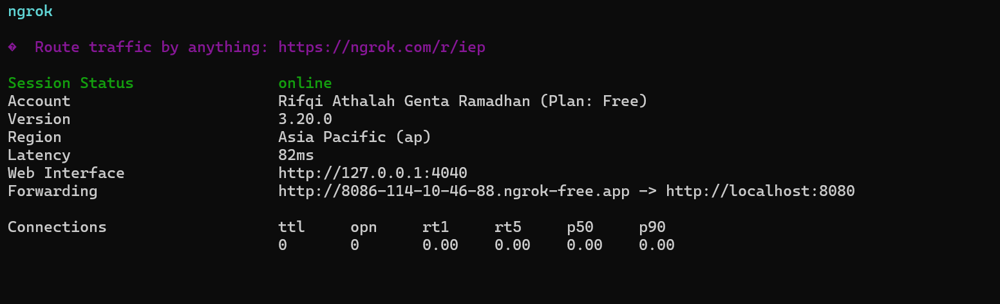 ngrok
� Route traffic by anything: https://ngrok.com/r/iep
Session Status online
Account Rifqi Athalah Genta Ramadhan (Plan: Free)
Version 3.20.0
Region Asia Pacific (ap)
Latency 82ms
Web Interface http://127.0.0.1:4040
Forwarding http://8086-114-10-46-88.ngrok-free.app -> http://localhost:8080
Connections ttl opn rt1 rt5 p50 p90
0 0 0.00 0.00 0.00 0.00